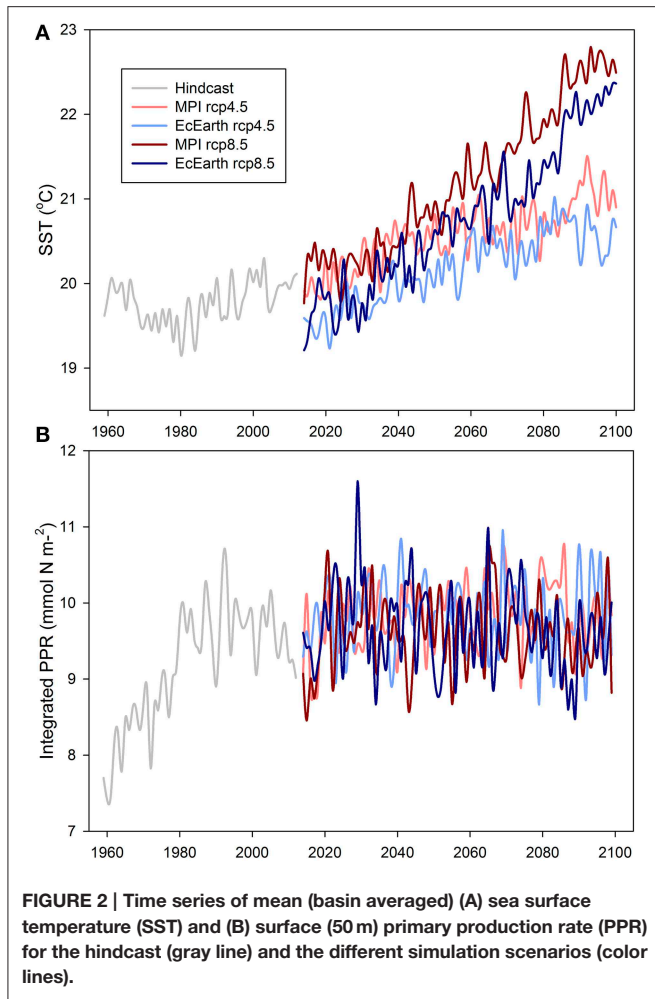 A
23
22
21
20
19
SST (°C)
Hindcast
MPI rcp4.5
EcEarth rcp4.5
MPI rcp8.5
EcEarth rcp8.5
1960 1980 2000 2020 2040 2060 2080 2100
B
12
11
10
9
8
7
Integrated PPR (mmol N m-²)
1960 1980 2000 2020 2040 2060 2080 2100
FIGURE 2 | Time series of mean (basin averaged) (A) sea surface
temperature (SST) and (B) surface (50 m) primary production rate (PPR)
for the hindcast (gray line) and the different simulation scenarios (color
lines).